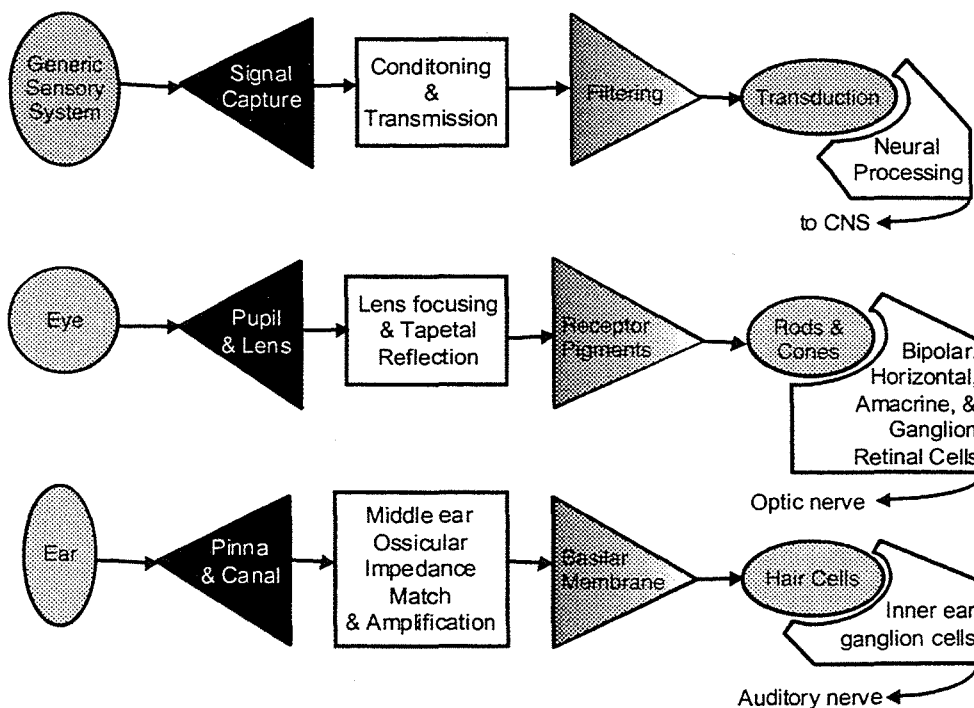 Generic
Sensory
System
Signal
Capture
Conditoning
&
Transmission
Filtering
Transduction
Neural
Processing
to CNS
Eye
Pupil
& Lens
Lens focusing
& Tapetal
Reflection
Receptor
Pigments
Rods &
Cones
Bipolar,
Horizontal,
Amacrine, &
Ganglion
Retinal Cells
Optic nerve
Ear
Pinna
& Canal
Middle ear
Ossicular
Impedance
Match
& Amplification
Basilar
Membrane
Hair Cells
Inner ear
ganglion cells
Auditory nerve